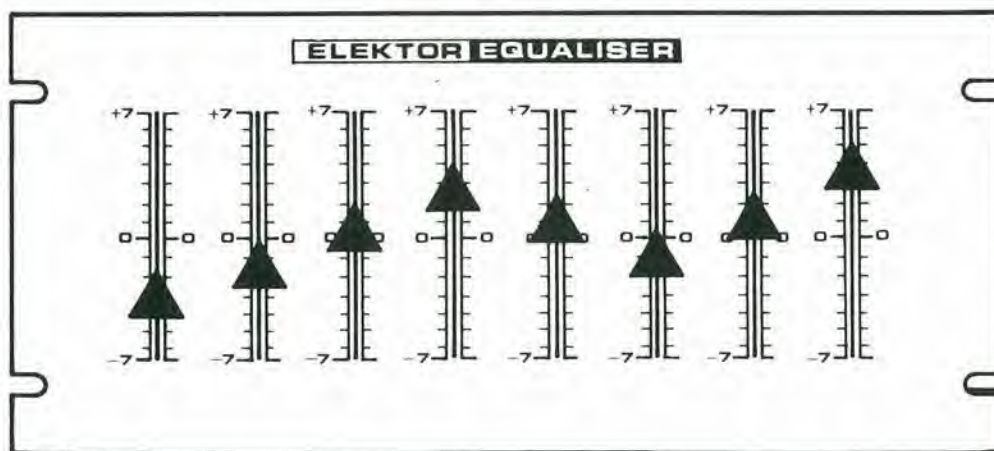 ELEKTOR EQUALISER
+7 +7 +7 +7 +7 +7 +7 +7
0 0 0 0 0 0 0 0 0 0 0 0 0 0 0 0
-7 -7 -7 -7 -7 -7 -7 -7